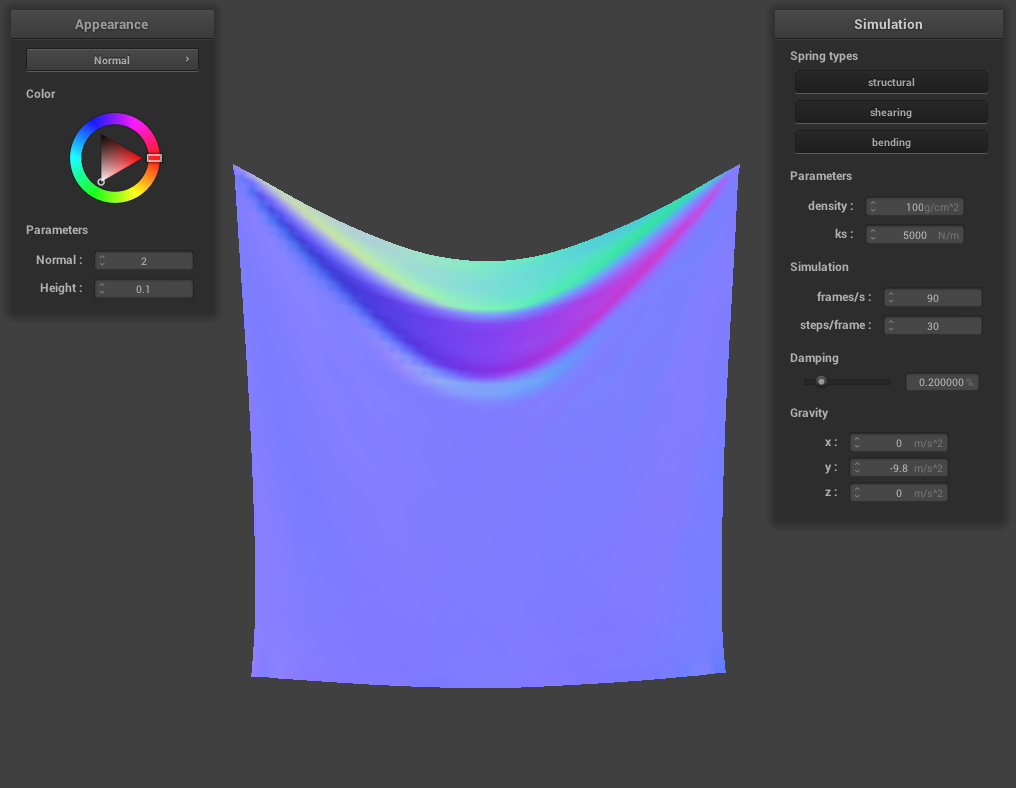 Appearance
Normal ›
Color
Parameters
Normal : 2
Height : 0.1
Simulation
Spring types
structural
shearing
bending
Parameters
density : 100g/cm^2
ks : 5000 N/m
Simulation
frames/s : 90
steps/frame : 30
Damping
0.200000 %
Gravity
x : 0 m/s^2
y : -9.8 m/s^2
z : 0 m/s^2